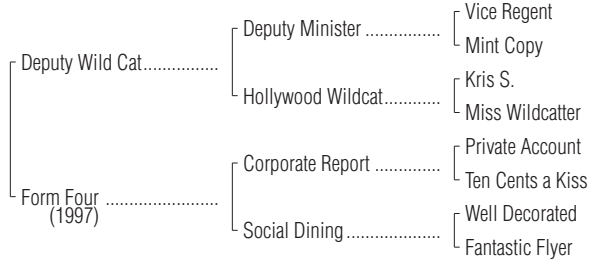 Vice Regent
Deputy Minister ................
Mint Copy
Deputy Wild Cat................
Kris S.
Hollywood Wildcat............
Miss Wildcatter
Private Account
Corporate Report ..............
Ten Cents a Kiss
Form Four ........................
(1997)
Well Decorated
Social Dining....................
Fantastic Flyer